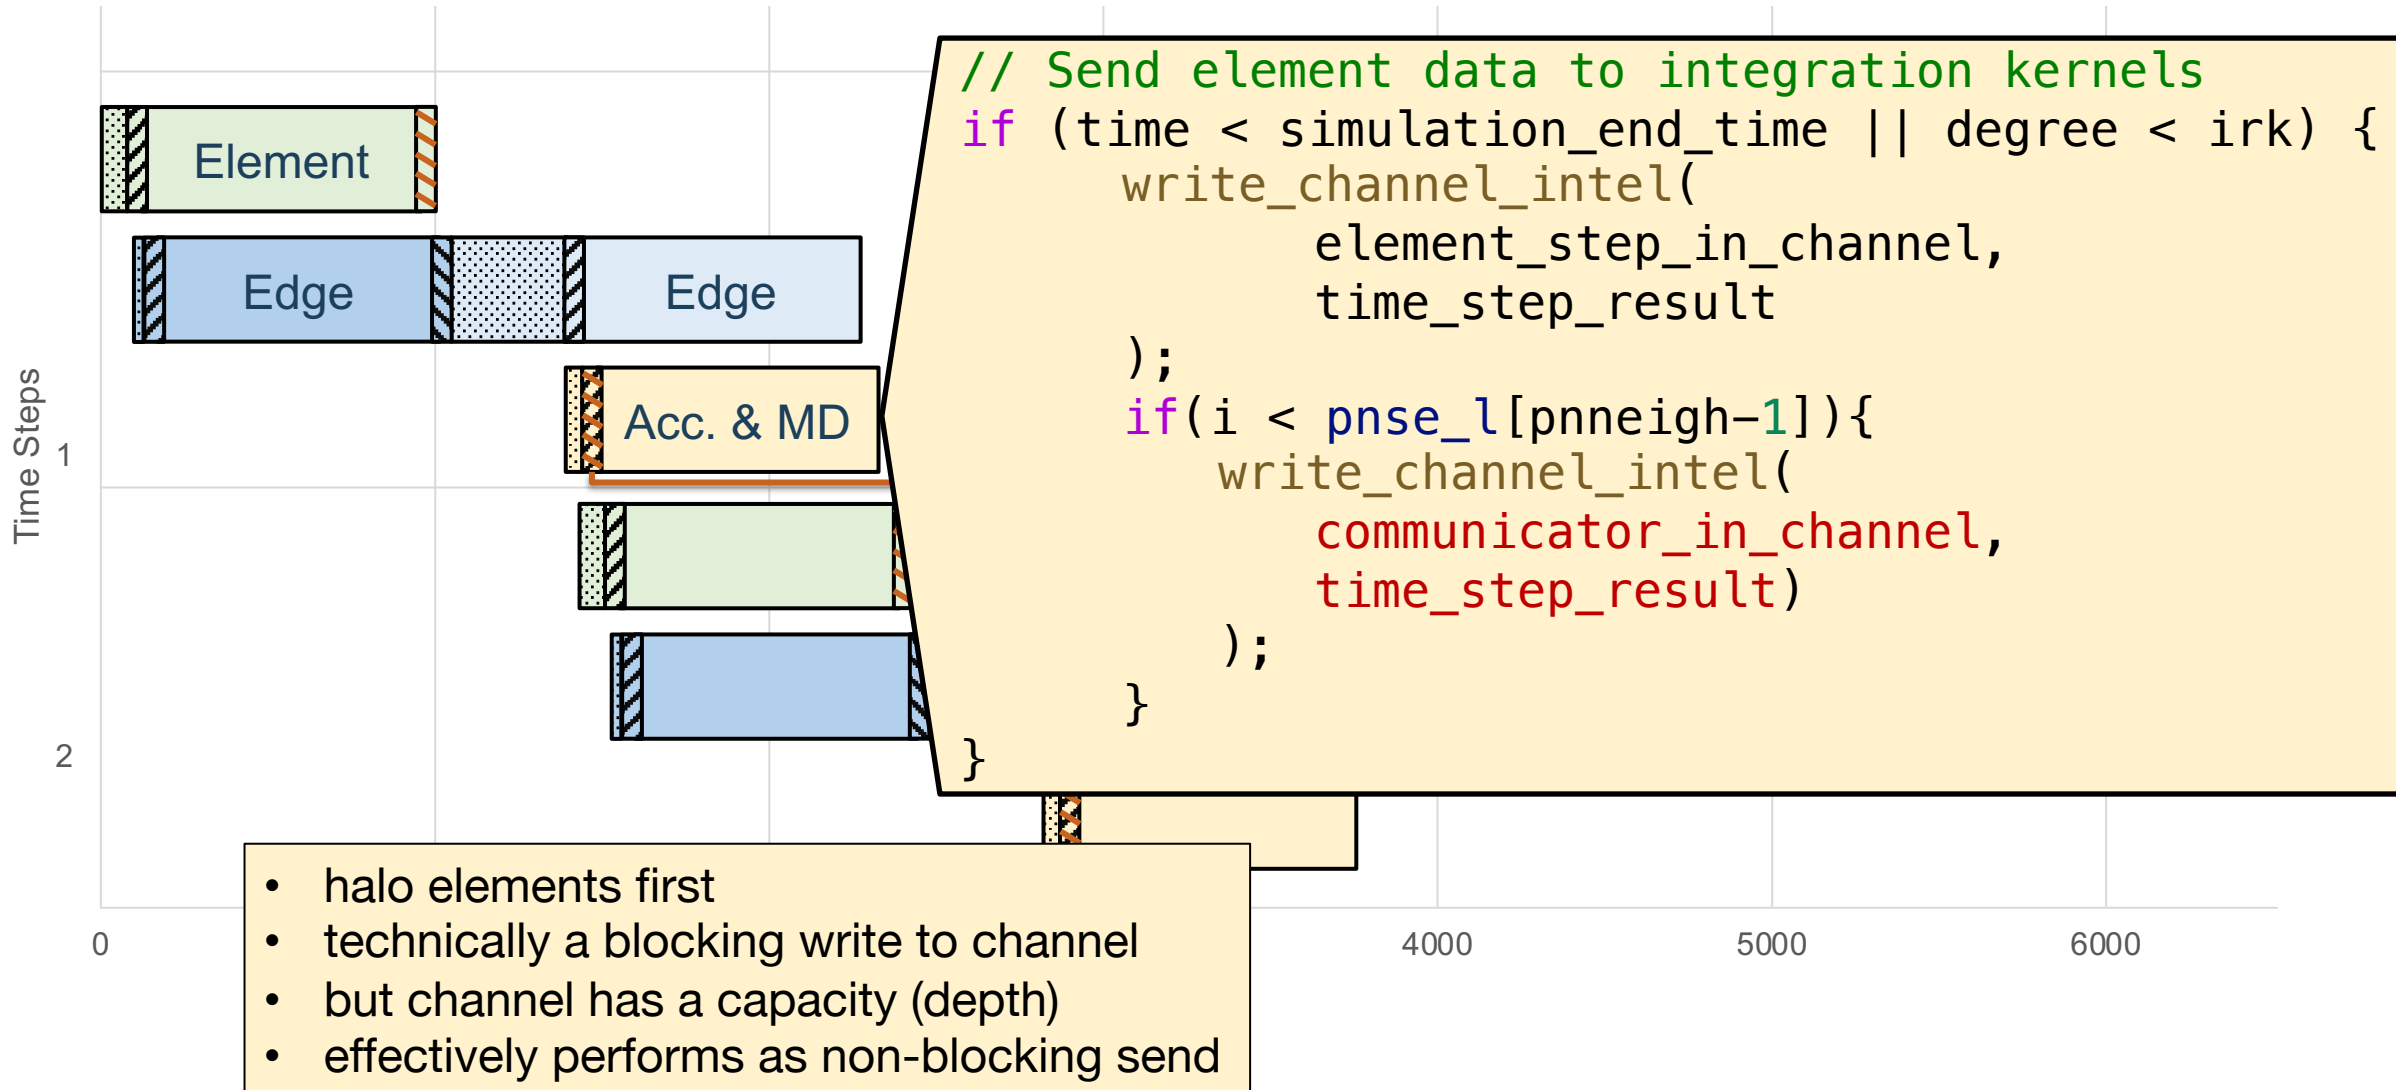 // Send element data to integration kernels
if (time < simulation_end_time || degree < irk) {
write_channel_intel(
element_step_in_channel,
time_step_result
);
if(i < pnse_l[pnneigh-1]){
write_channel_intel(
communicator_in_channel,
time_step_result)
);
}
}
Element
Edge
Edge
Acc. & MD
Time Steps
1
2
0
4000
5000
6000
• halo elements first
• technically a blocking write to channel
• but channel has a capacity (depth)
• effectively performs as non-blocking send